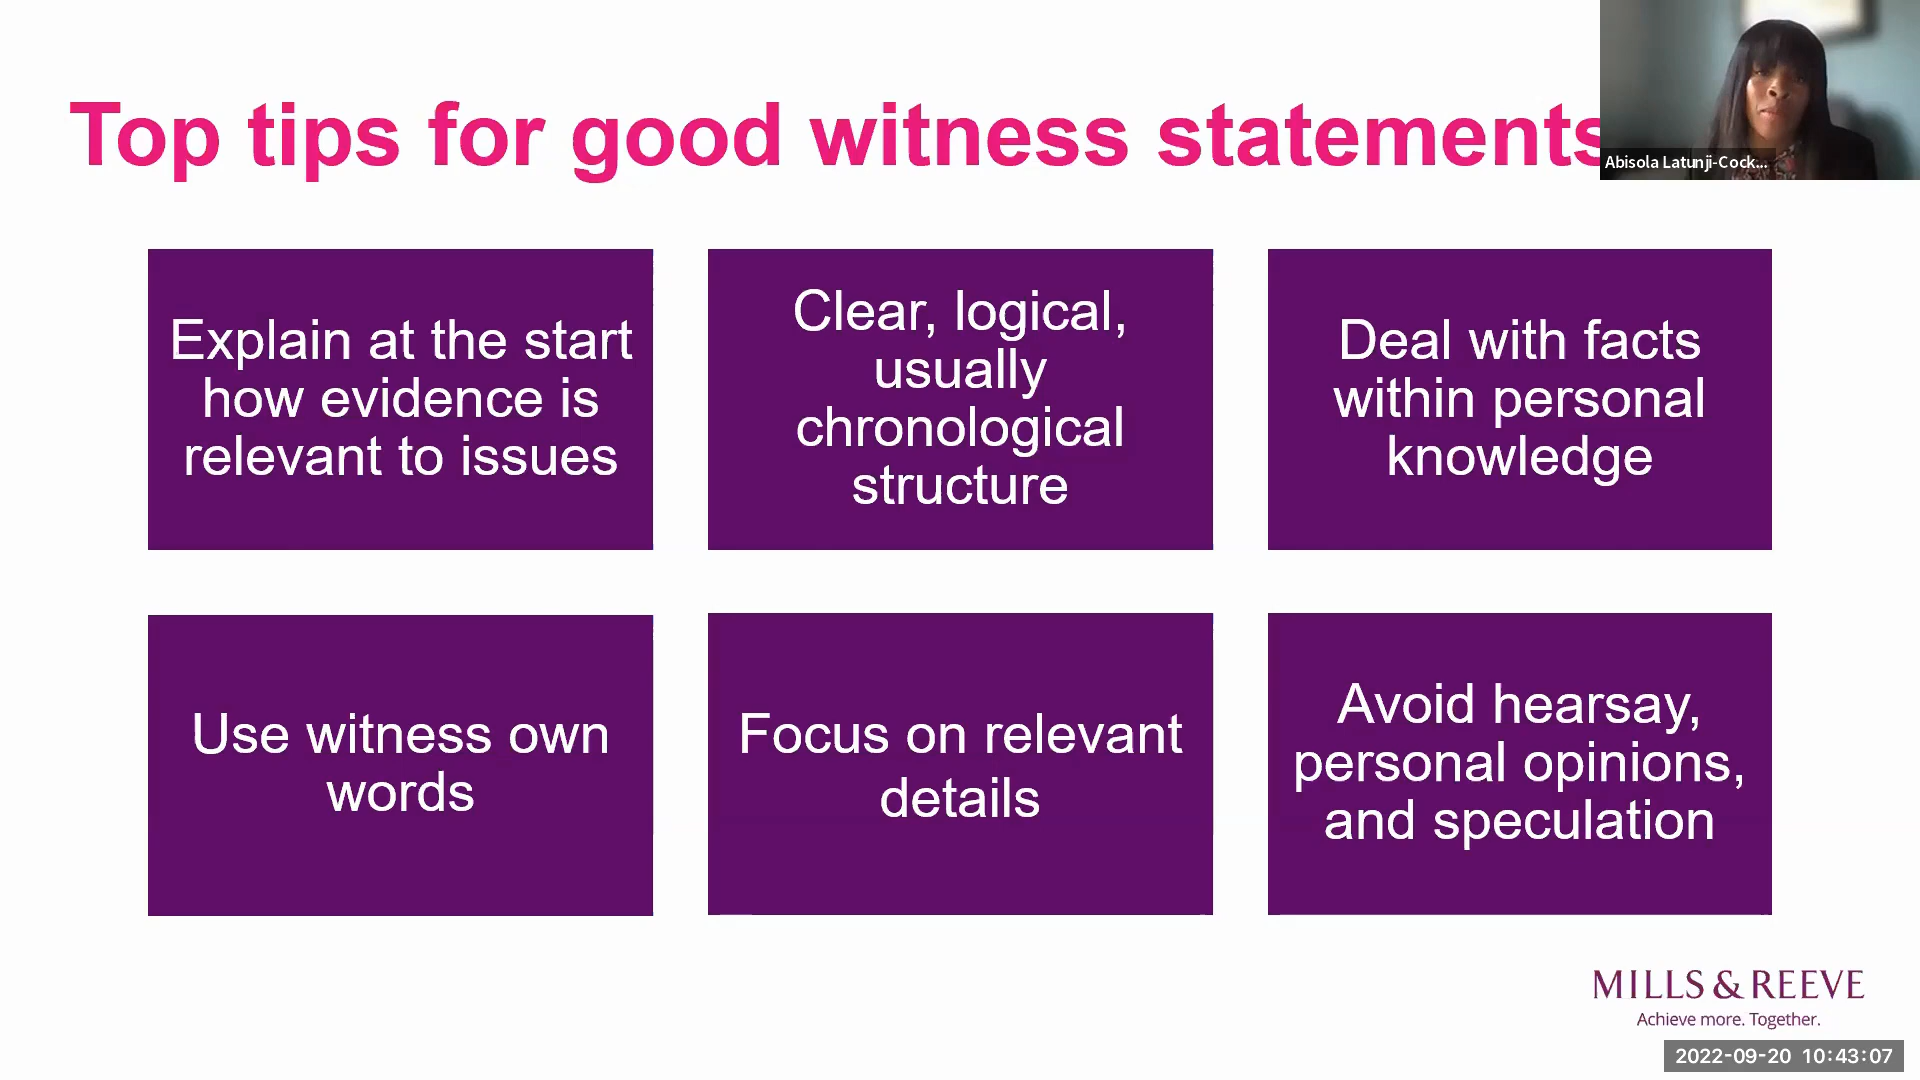 Top tips for good witness statements
Abisola Latunji-Cock...
Explain at the start
how evidence is
relevant to issues
Clear, logical,
usually
chronological
structure
Deal with facts
within personal
knowledge
Use witness own
words
Focus on relevant
details
Avoid hearsay,
personal opinions,
and speculation
MILLS & REEVE
Achieve more. Together.
2022-09-20 10:43:07